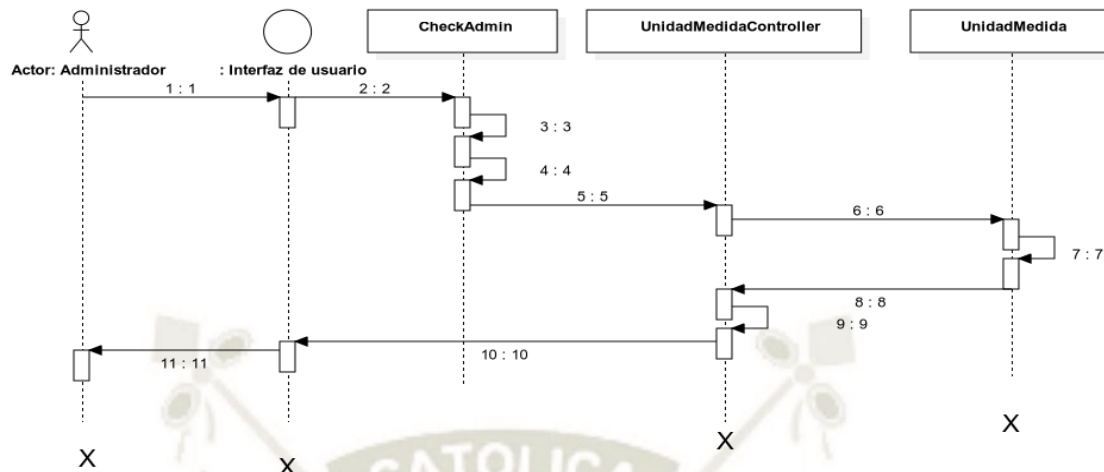 CheckAdmin
UnidadMedidaController
UnidadMedida
Actor: Administrador
: Interfaz de usuario
1 : 1
2 : 2
3 : 3
4 : 4
5 : 5
6 : 6
7 : 7
8 : 8
9 : 9
10 : 10
11 : 11
X
X
X
X
CATOLICA